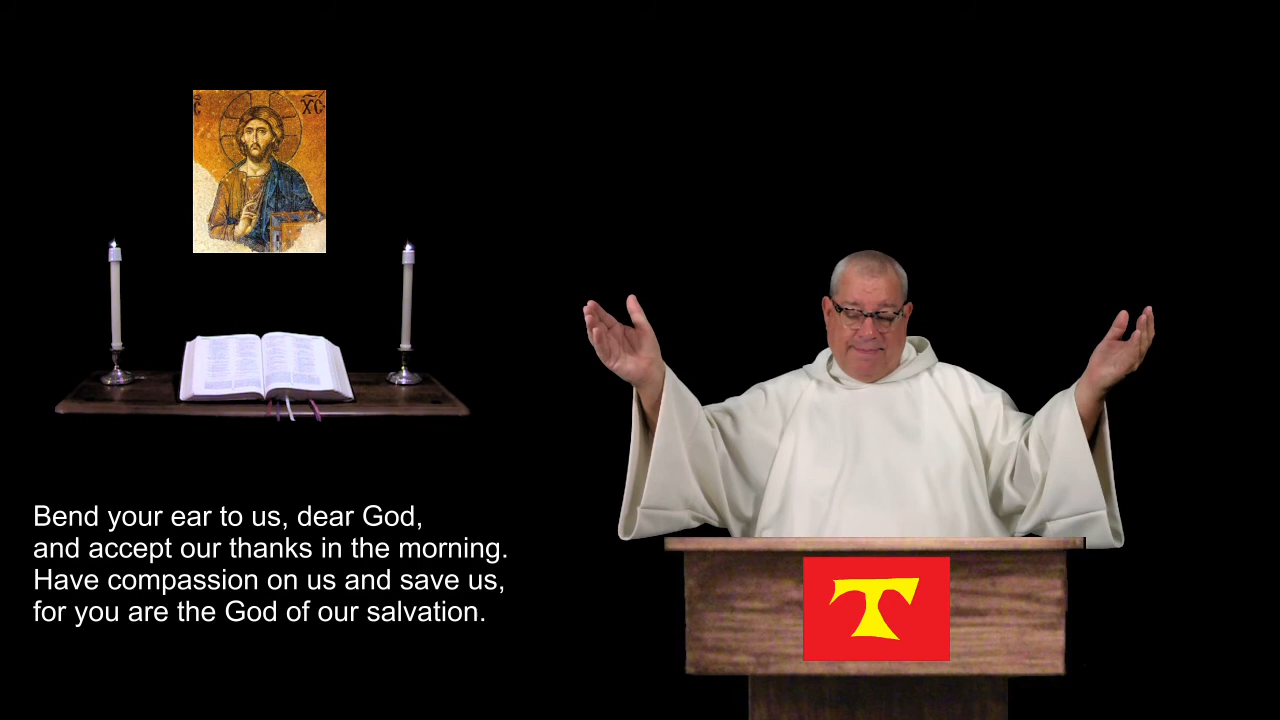 XC
Bend your ear to us, dear God,
and accept our thanks in the morning.
Have compassion on us and save us,
for you are the God of our salvation.
T